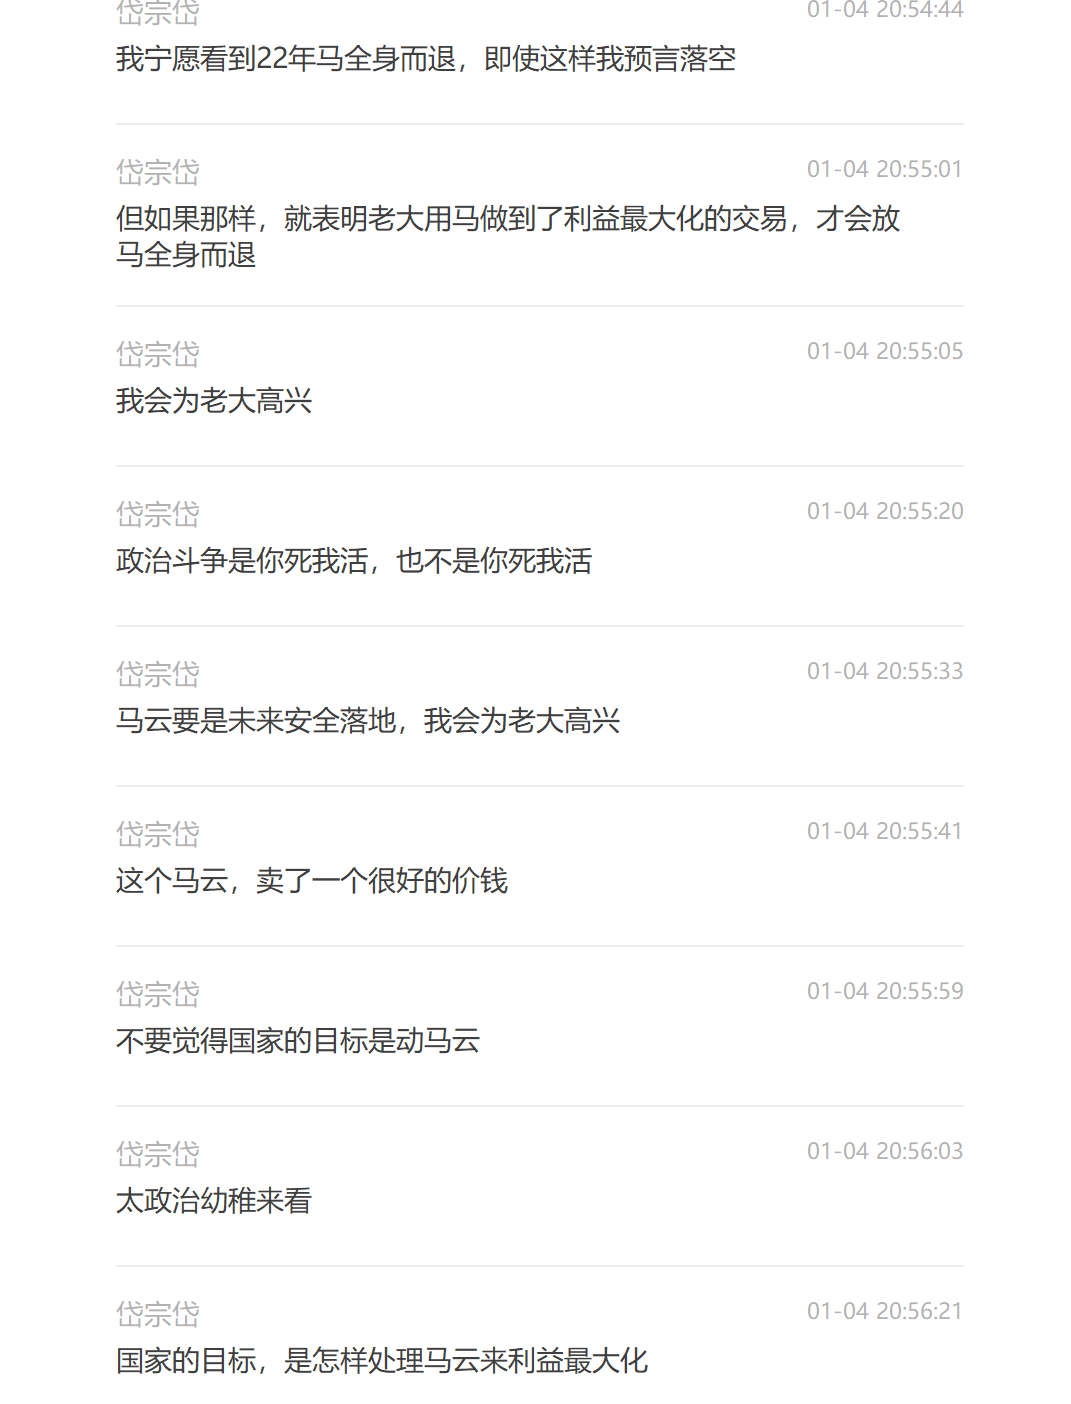 岱宗岱
01-04 20:54:44
我宁愿看到22年马全身而退，即使这样我预言落空
岱宗岱
01-04 20:55:01
但如果那样，就表明老大用马做到了利益最大化的交易，才会放
马全身而退
岱宗岱
01-04 20:55:05
我会为老大高兴
岱宗岱
01-04 20:55:20
政治斗争是你死我活，也不是你死我活
岱宗岱
01-04 20:55:33
马云要是未来安全落地，我会为老大高兴
岱宗岱
01-04 20:55:41
这个马云，卖了一个很好的价钱
岱宗岱
01-04 20:55:59
不要觉得国家的目标是动马云
岱宗岱
01-04 20:56:03
太政治幼稚来看
岱宗岱
01-04 20:56:21
国家的目标，是怎样处理马云来利益最大化